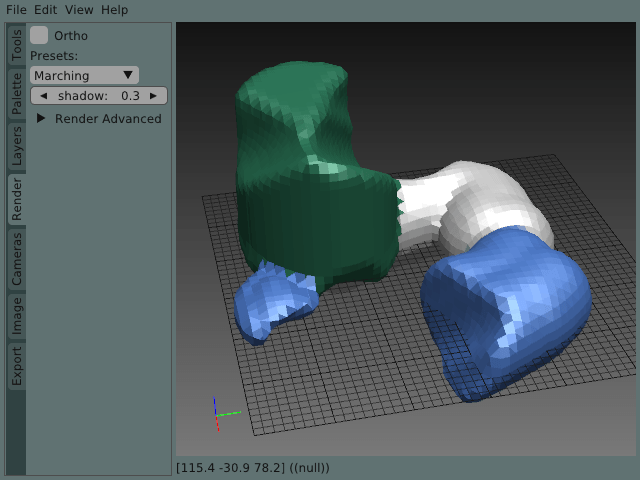 File Edit View Help
Tools
Palette
Layers
Render
Cameras
Image
Export
Ortho
Presets:
Marching
shadow: 0.3
Render Advanced
[115.4 -30.9 78.2] ((null))